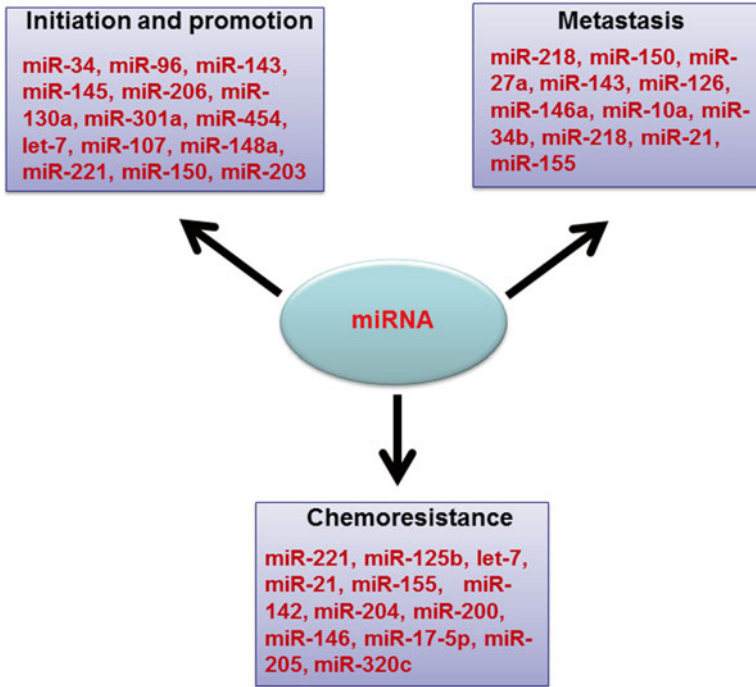 Initiation and promotion
miR-34, miR-96, miR-143,
miR-145, miR-206, miR-
130a, miR-301a, miR-454,
let-7, miR-107, miR-148a,
miR-221, miR-150, miR-203
Metastasis
miR-218, miR-150, miR-
27a, miR-143, miR-126,
miR-146a, miR-10a, miR-
34b, miR-218, miR-21,
miR-155
miRNA
Chemoresistance
miR-221, miR-125b, let-7,
miR-21, miR-155, miR-
142, miR-204, miR-200,
miR-146, miR-17-5p, miR-
205, miR-320c